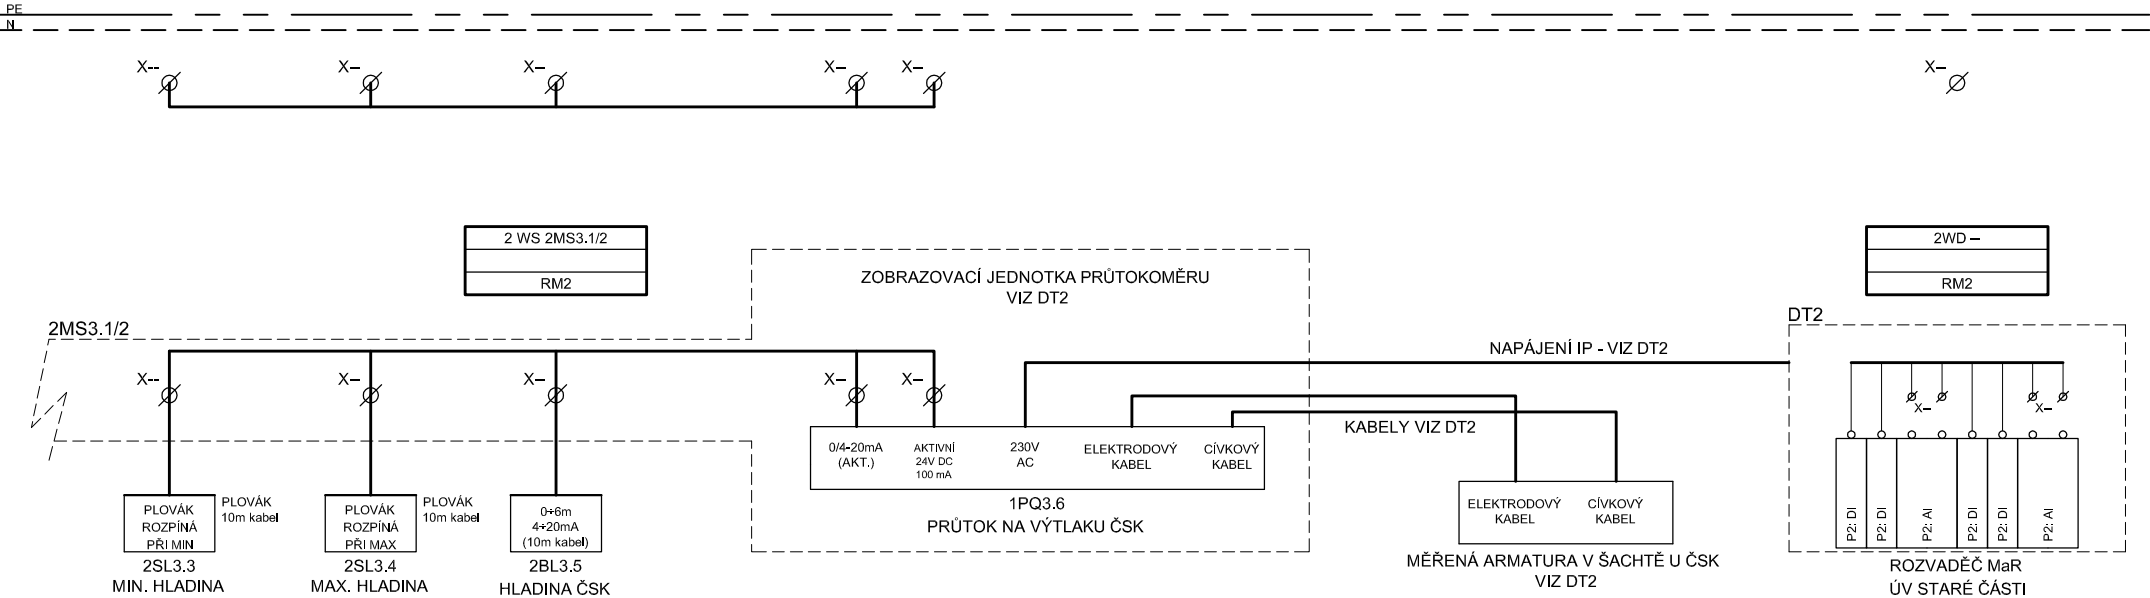 PE
N
X--
X–
X–
X–
X–
X–
2 WS 2MS3.1/2
RM2
2WD –
RM2
ZOBRAZOVACÍ JEDNOTKA PRŮTOKOMĚRU
VIZ DT2
2MS3.1/2
DT2
NAPÁJENÍ IP - VIZ DT2
X--
X–
X–
X–
X–
X–
X–
KABELY VIZ DT2
0/4-20mA
(AKT.)
AKTIVNÍ
24V DC
100 mA
230V
AC
ELEKTRODOVÝ
KABEL
CÍVKOVÝ
KABEL
1PQ3.6
PRŮTOK NA VÝTLAKU ČSK
PLOVÁK
ROZPÍNÁ
PŘI MIN
PLOVÁK
10m kabel
2SL3.3
MIN. HLADINA
PLOVÁK
ROZPÍNÁ
PŘI MAX
PLOVÁK
10m kabel
2SL3.4
MAX. HLADINA
0÷6m
4÷20mA
(10m kabel)
2BL3.5
HLADINA ČSK
ELEKTRODOVÝ
KABEL
CÍVKOVÝ
KABEL
MĚŘENÁ ARMATURA V ŠACHTĚ U ČSK
VIZ DT2
P2: DI
P2: DI
P2: AI
P2: DI
P2: DI
P2: AI
ROZVADĚČ MaR
ÚV STARÉ ČÁSTI